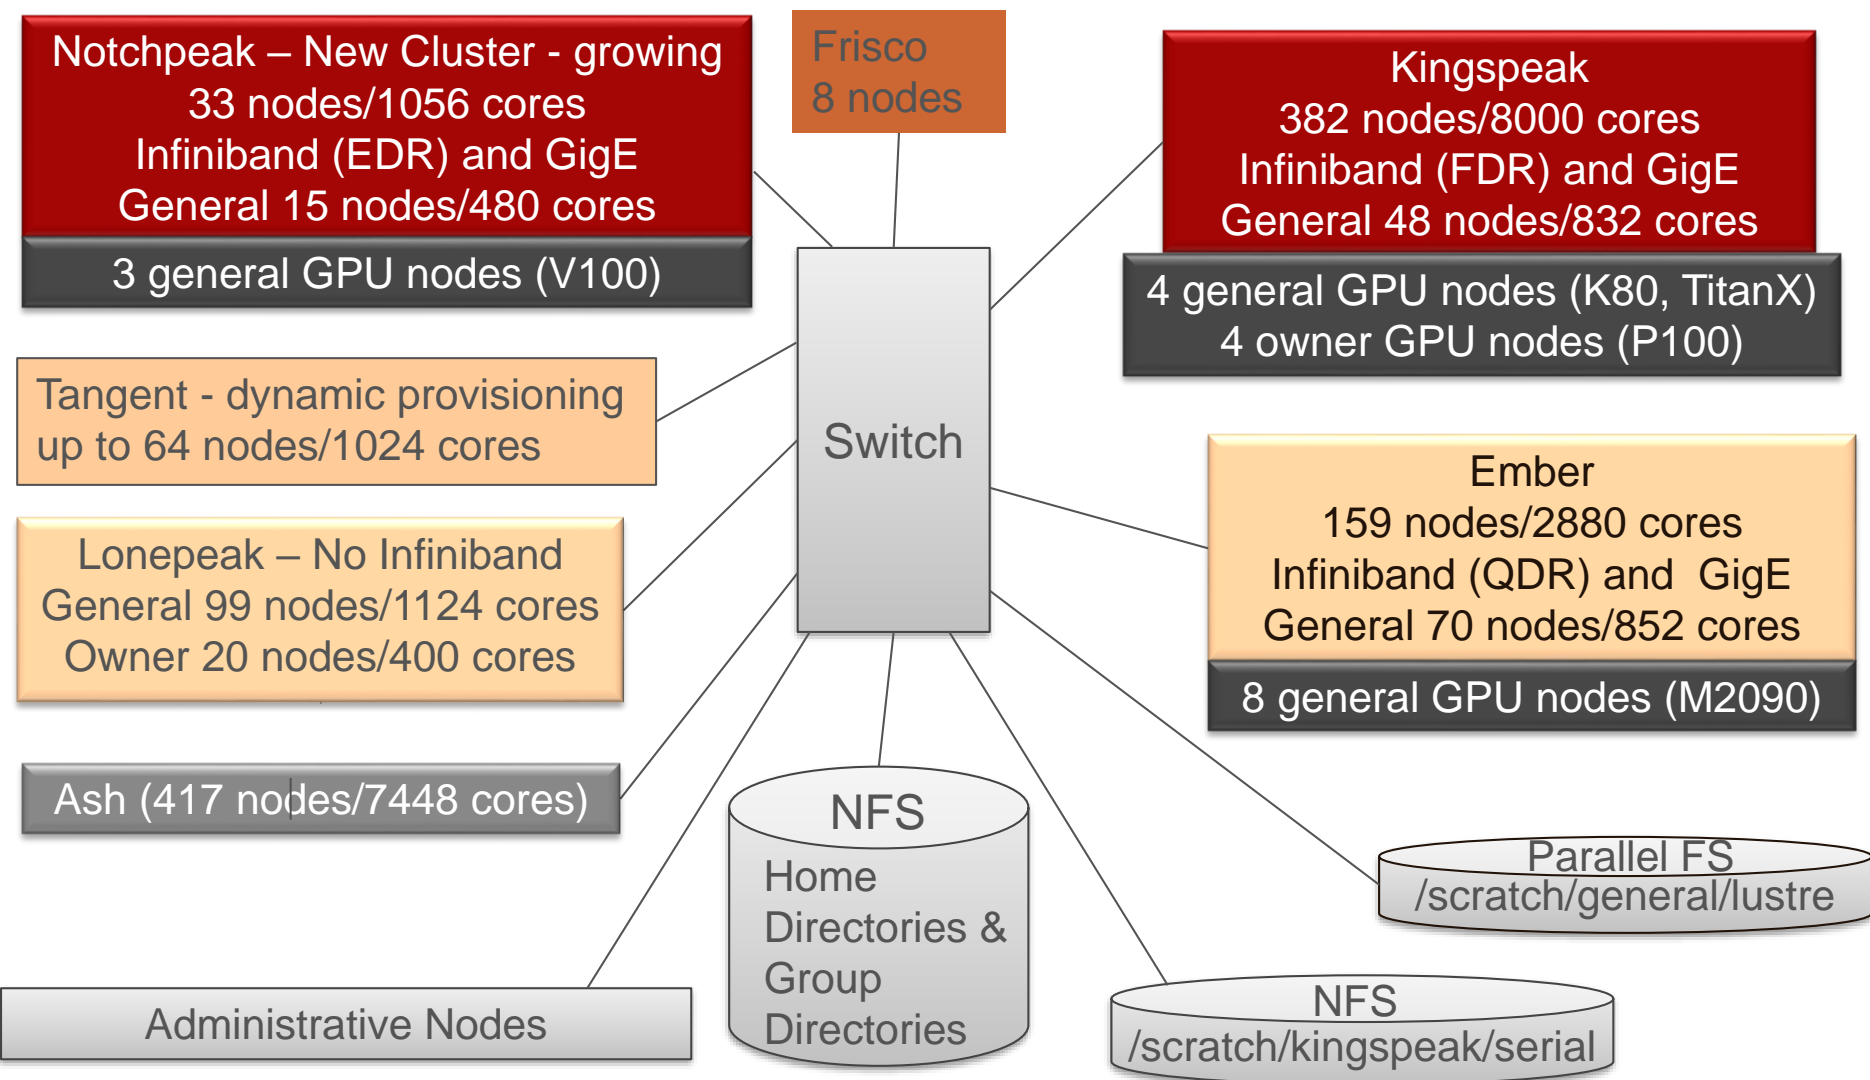 Notchpeak – New Cluster - growing
33 nodes/1056 cores
Infiniband (EDR) and GigE
General 15 nodes/480 cores
3 general GPU nodes (V100)
Frisco
8 nodes
Kingspeak
382 nodes/8000 cores
Infiniband (FDR) and GigE
General 48 nodes/832 cores
4 general GPU nodes (K80, TitanX)
4 owner GPU nodes (P100)
Tangent - dynamic provisioning
up to 64 nodes/1024 cores
Switch
Lonepeak – No Infiniband
General 99 nodes/1124 cores
Owner 20 nodes/400 cores
Ember
159 nodes/2880 cores
Infiniband (QDR) and GigE
General 70 nodes/852 cores
8 general GPU nodes (M2090)
Ash (417 nodes/7448 cores)
NFS
Home
Directories &
Group
Directories
Parallel FS
/scratch/general/lustre
Administrative Nodes
NFS
/scratch/kingspeak/serial